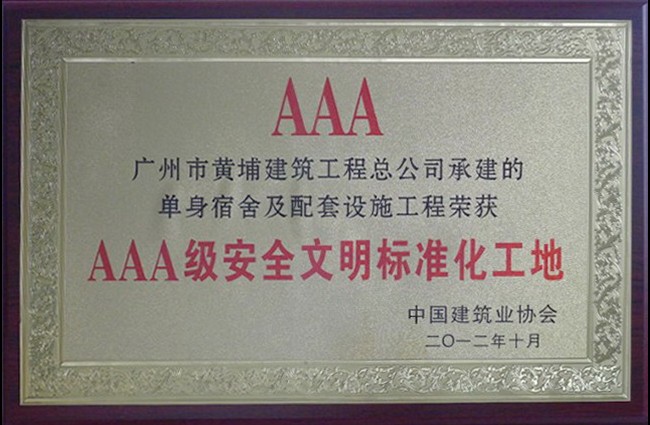 AAA
广州市黄埔建筑工程总公司承建的
单身宿舍及配套设施工程荣获
AAA级安全文明标准化工地
中国建筑业协会
二〇一二年十月